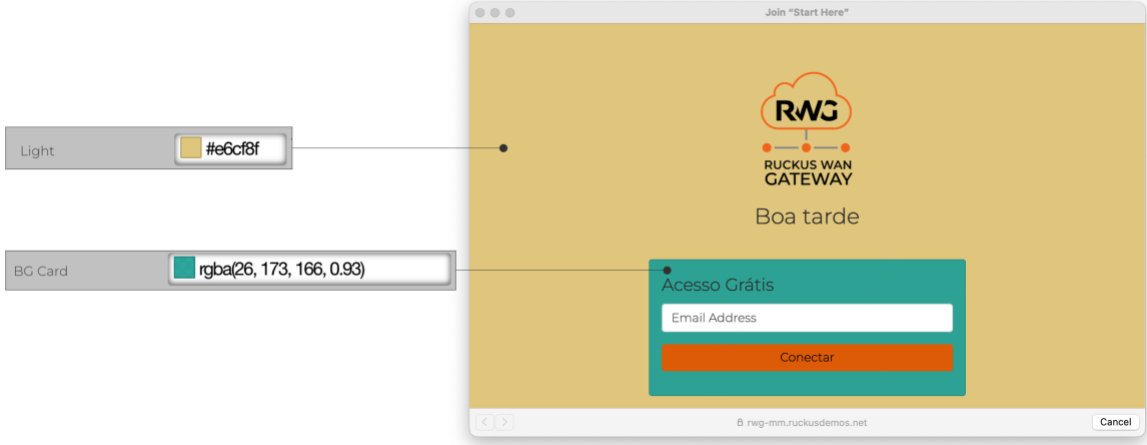 Join "Start Here"
Light
#e6cf8f
RWG
RUCKUS WAN
GATEWAY
Boa tarde
BG Card
rgba(26, 173, 166, 0.93)
Acesso Grátis
Email Address
Conectar
rwg-mm.ruckusdemos.net
Cancel